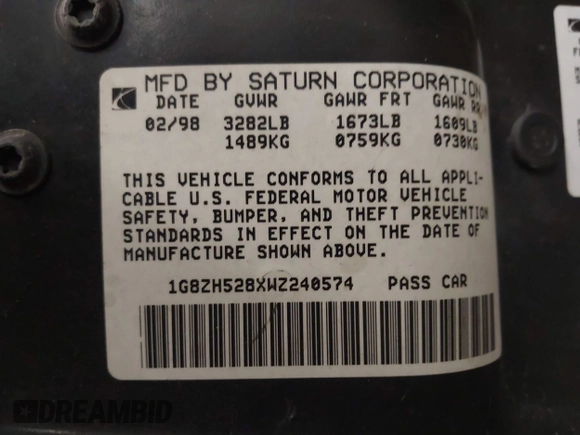 MFD BY SATURN CORPORATION
DATE GVWR GAWR FRT GAWR RR
02/98 3282LB 1673LB 1609LB
1489KG 0759KG 0730KG
THIS VEHICLE CONFORMS TO ALL APPLI-
CABLE U.S. FEDERAL MOTOR VEHICLE
SAFETY, BUMPER, AND THEFT PREVENTION
STANDARDS IN EFFECT ON THE DATE OF
MANUFACTURE SHOWN ABOVE.
1G8ZH528XWZ240574 PASS CAR
DREAMBID